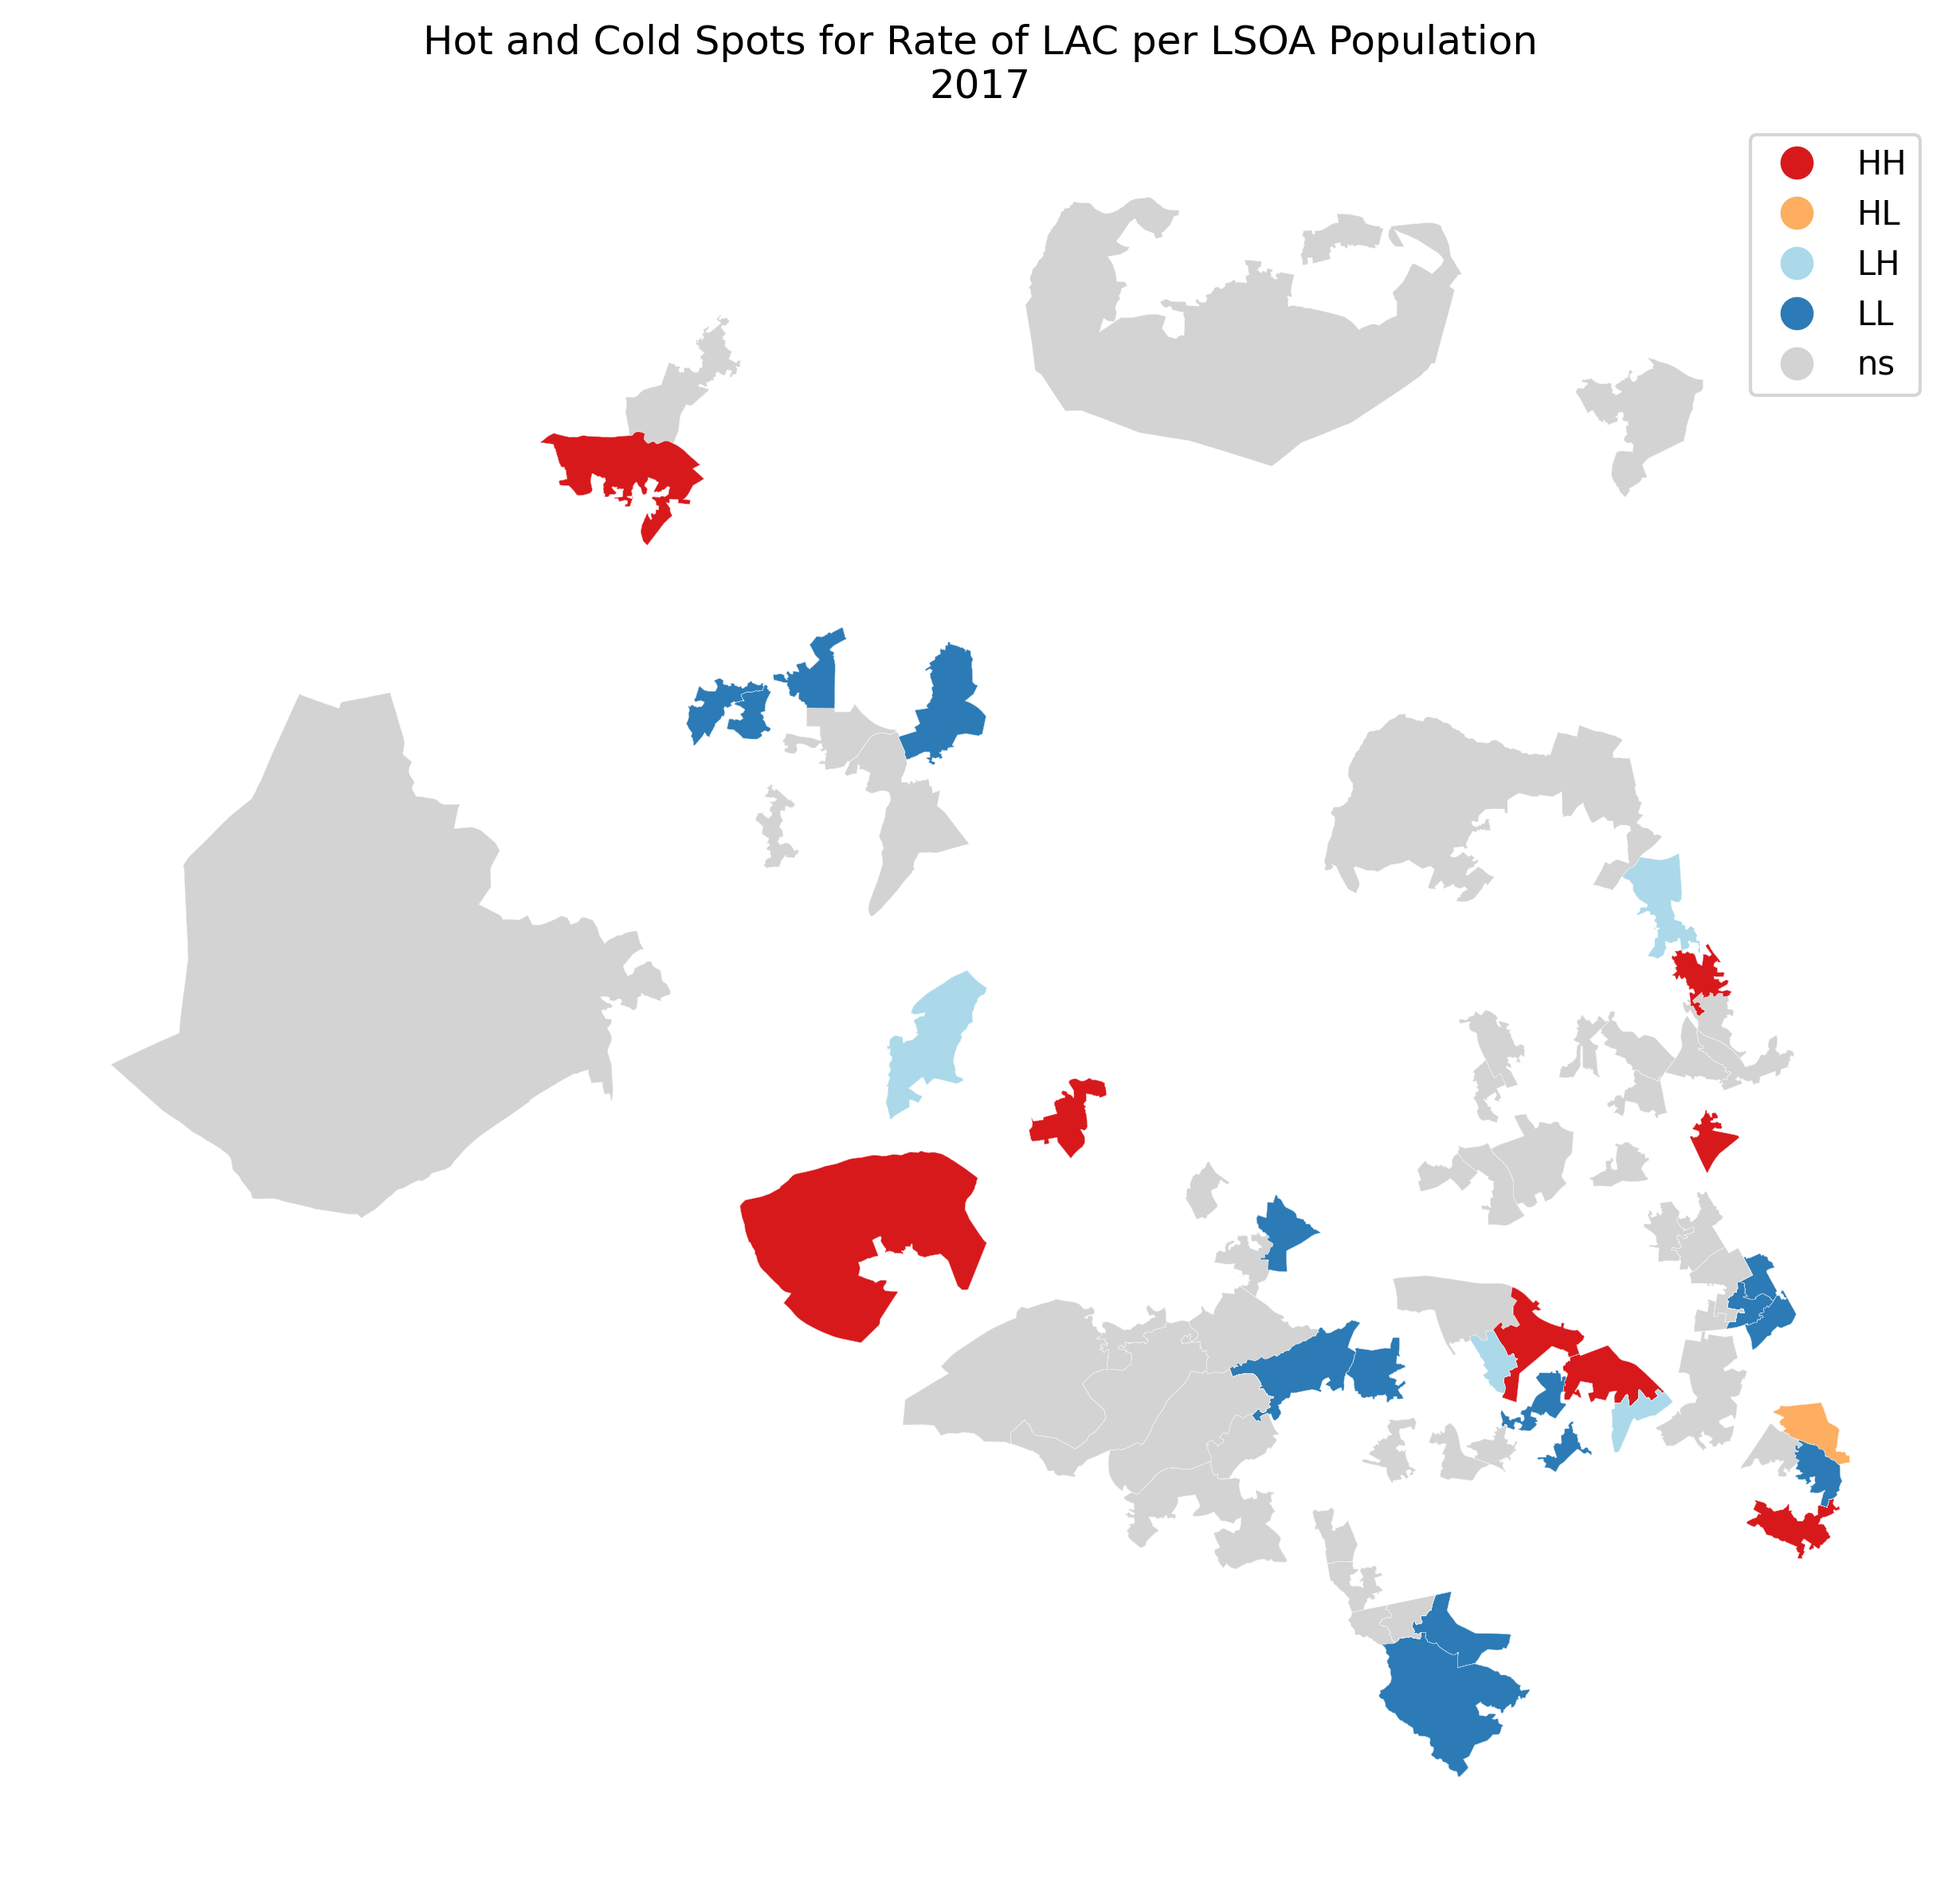 Hot and Cold Spots for Rate of LAC per LSOA Population
2017
HH
HL
LH
LL
ns